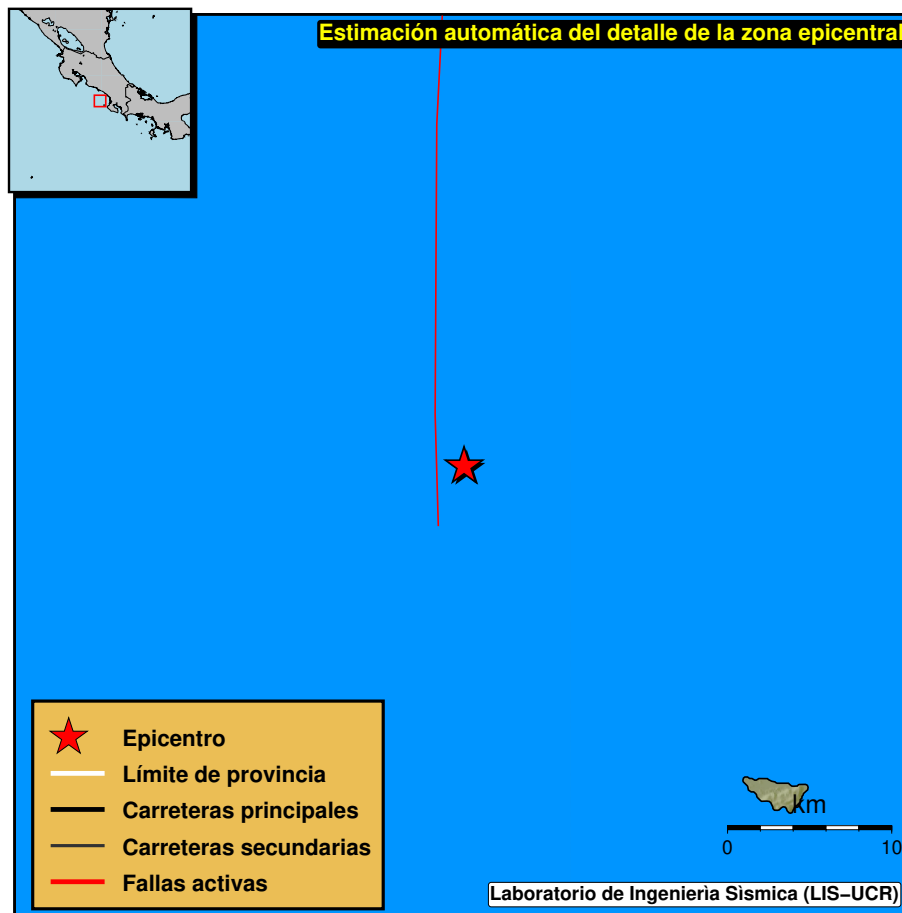 Estimación automática del detalle de la zona epicentral
Epicentro
Límite de provincia
Carreteras principales
Carreteras secundarias
Fallas activas
km
0 10
Laboratorio de Ingenierìa Sìsmica (LIS–UCR)